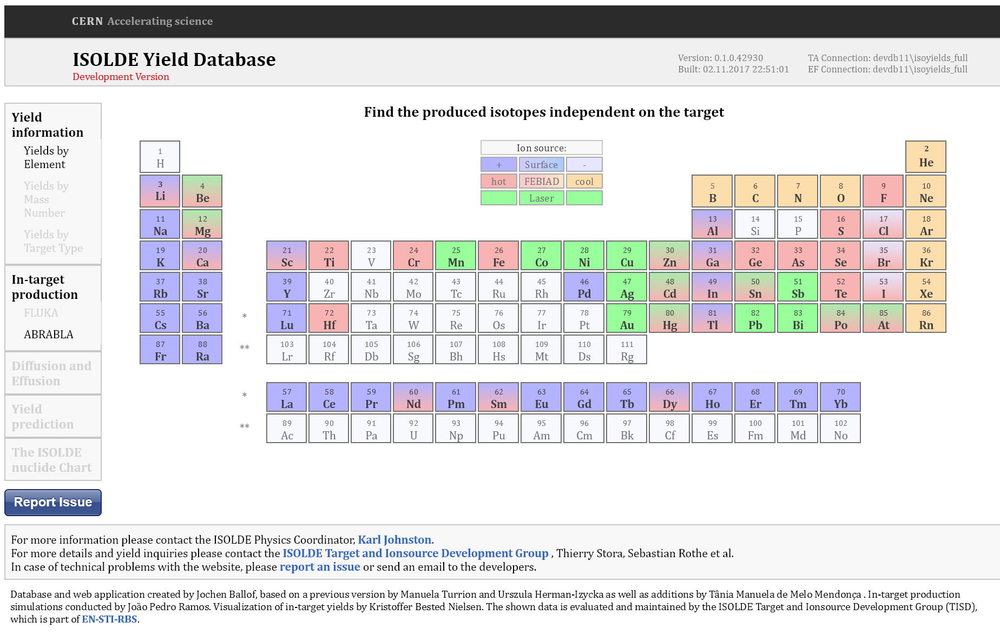 CERN Accelerating science
ISOLDE Yield Database
Development Version
Version: 0.1.0.42930
Built: 02.11.2017 22:51:01
TA Connection: devdb11\isoyields_full
EF Connection: devdb11\isoyields_full
Yield
information
Yields by
Element
Yields by
Mass
Number
Yields by
Target Type
In-target
production
FLUKA
ABRABLA
Diffusion and
Effusion
Yield
prediction
The ISOLDE
nuclide Chart
Report Issue
Find the produced isotopes independent on the target
Ion source:
+ Surface -
hot FEBIAD cool
Laser
1 2
H He
3 4 5 6 7 8 9 10
Li Be B C N O F Ne
11 12 13 14 15 16 17 18
Na Mg Al Si P S Cl Ar
19 20 21 22 23 24 25 26 27 28 29 30 31 32 33 34 35 36
K Ca Sc Ti V Cr Mn Fe Co Ni Cu Zn Ga Ge As Se Br Kr
37 38 39 40 41 42 43 44 45 46 47 48 49 50 51 52 53 54
Rb Sr Y Zr Nb Mo Tc Ru Rh Pd Ag Cd In Sn Sb Te I Xe
55 56 * 71 72 73 74 75 76 77 78 79 80 81 82 83 84 85 86
Cs Ba Lu Hf Ta W Re Os Ir Pt Au Hg Tl Pb Bi Po At Rn
87 88 ** 103 104 105 106 107 108 109 110 111
Fr Ra Lr Rf Db Sg Bh Hs Mt Ds Rg
* 57 58 59 60 61 62 63 64 65 66 67 68 69 70
La Ce Pr Nd Pm Sm Eu Gd Tb Dy Ho Er Tm Yb
** 89 90 91 92 93 94 95 96 97 98 99 100 101 102
Ac Th Pa U Np Pu Am Cm Bk Cf Es Fm Md No
For more information please contact the ISOLDE Physics Coordinator, Karl Johnston.
For more details and yield inquiries please contact the ISOLDE Target and Ionsource Development Group , Thierry Stora, Sebastian Rothe et al.
In case of technical problems with the website, please report an issue or send an email to the developers.
Database and web application created by Jochen Ballof, based on a previous version by Manuela Turrion and Urszula Herman-Izycka as well as additions by Tânia Manuela de Melo Mendonça . In-target production
simulations conducted by João Pedro Ramos. Visualization of in-target yields by Kristoffer Bested Nielsen. The shown data is evaluated and maintained by the ISOLDE Target and Ionsource Development Group (TISD),
which is part of EN-STI-RBS.